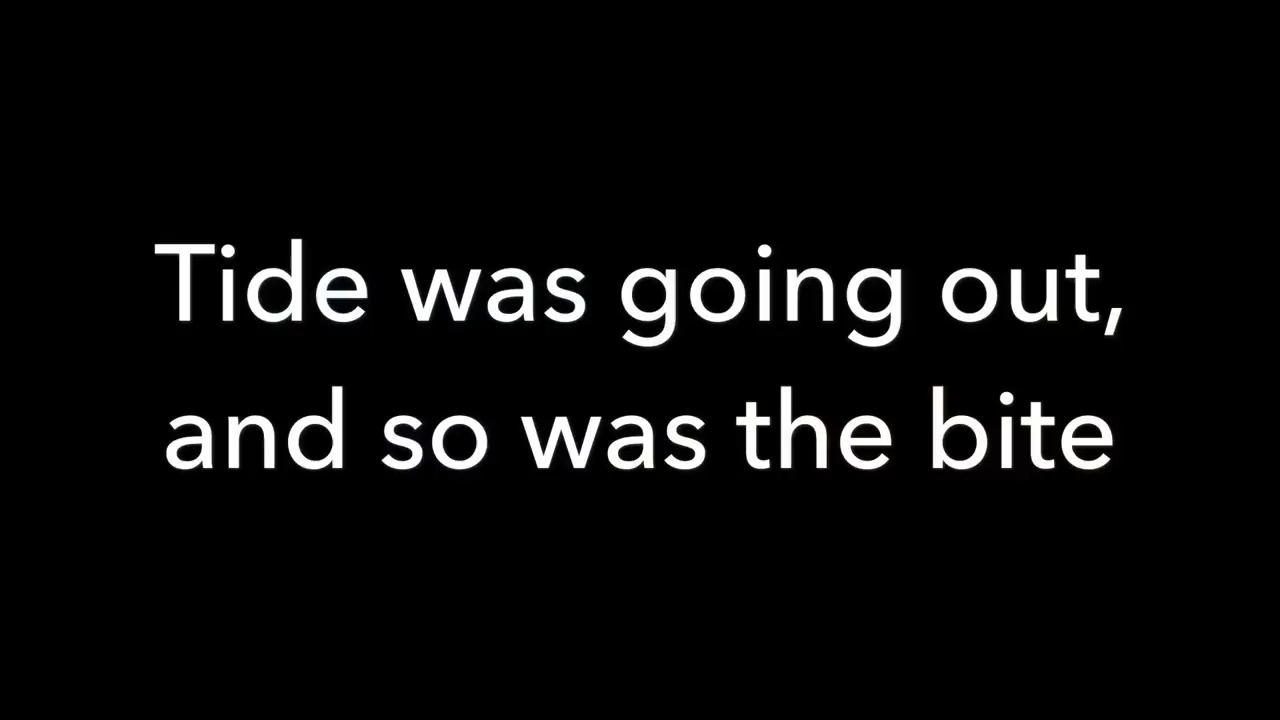 Tide was going out,
and so was the bite